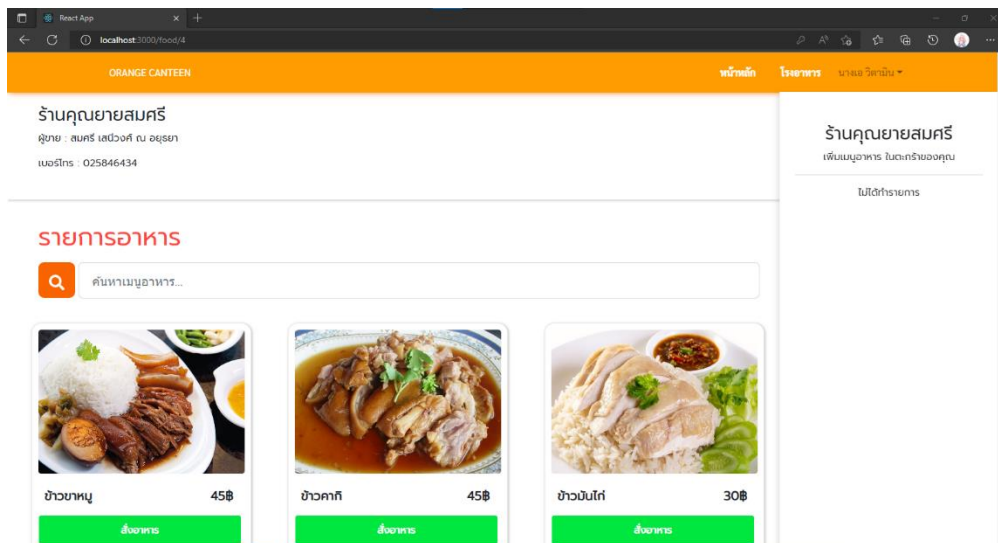 React App
localhost:3000/food/4
ORANGE CANTEEN
หน้าหลัก
โรงอาหาร
นางเอ วิตามิน
ร้านคุณยายสมศรี
ผู้ขาย : สมศรี เสนีวงศ์ ณ อยุธยา
เบอร์โทร : 025846434
ร้านคุณยายสมศรี
เพิ่มเมนูอาหาร ในตะกร้าของคุณ
ไม่ได้ทำรายการ
รายการอาหาร
ค้นหาเมนูอาหาร...
ข้าวขาหมู 45฿
สั่งอาหาร
ข้าวคากิ 45฿
สั่งอาหาร
ข้าวมันไก่ 30฿
สั่งอาหาร